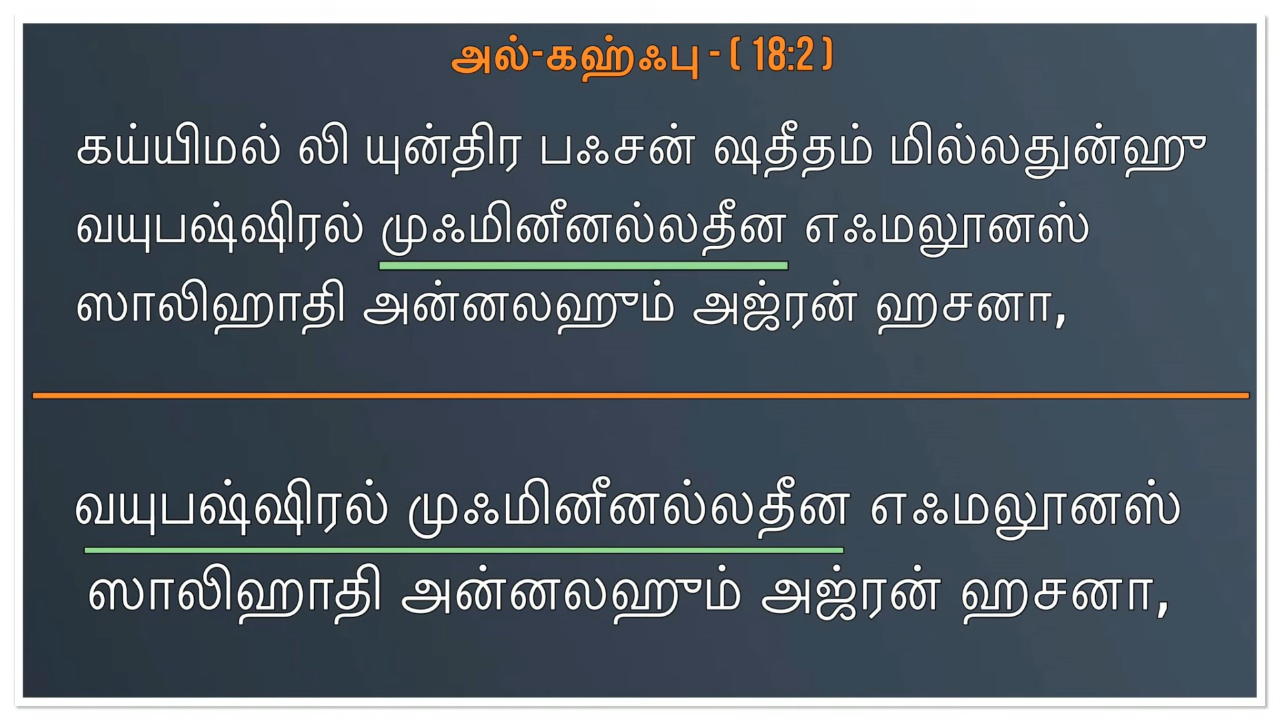 அல்-கஹ்ஃபு - ( 18:2 )
கய்யிமல் லி யுன்திர பஃசன் ஷதீதம் மில்லதுன்ஹு
வயுபஷ்ஷிரல் முஃமினீனல்லதீன எஃமலூனஸ்
ஸாலிஹாதி அன்னலஹும் அஜ்ரன் ஹசனா,
வயுபஷ்ஷிரல் முஃமினீனல்லதீன எஃமலூனஸ்
ஸாலிஹாதி அன்னலஹும் அஜ்ரன் ஹசனா,